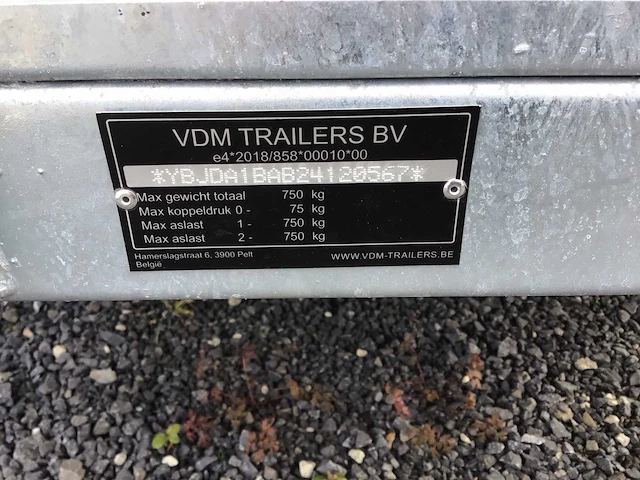 VDM TRAILERS BV
e4*2018/858*00010*00
*YBJDA1BAB24120567*
Max gewicht totaal 750 kg
Max koppeldruk 0 - 75 kg
Max aslast 1 - 750 kg
Max aslast 2 - 750 kg
Hamerslagstraat 6, 3900 Pelt
België
WWW.VDM-TRAILERS.BE